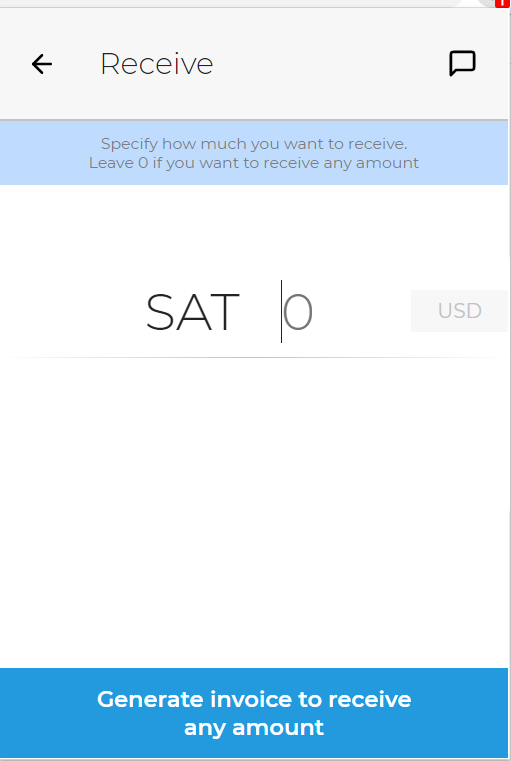 Receive
Specify how much you want to receive.
Leave 0 if you want to receive any amount
SAT 0
USD
Generate invoice to receive
any amount